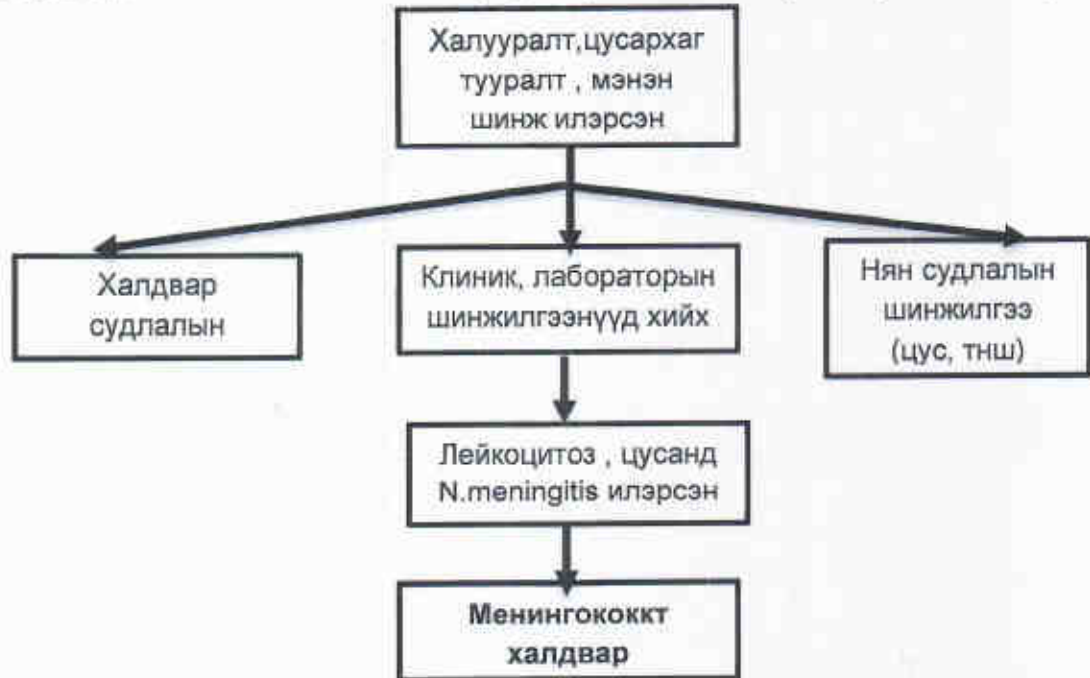 Халууралт,цусархаг
тууралт , мэнэн
шинж илэрсэн
Халдвар
судлалын
Клиник, лабораторын
шинжилгээнүүд хийх
Нян судлалын
шинжилгээ
(цус, тнш)
Лейкоцитоз , цусанд
N.meningitis илэрсэн
Менингококкт
халдвар